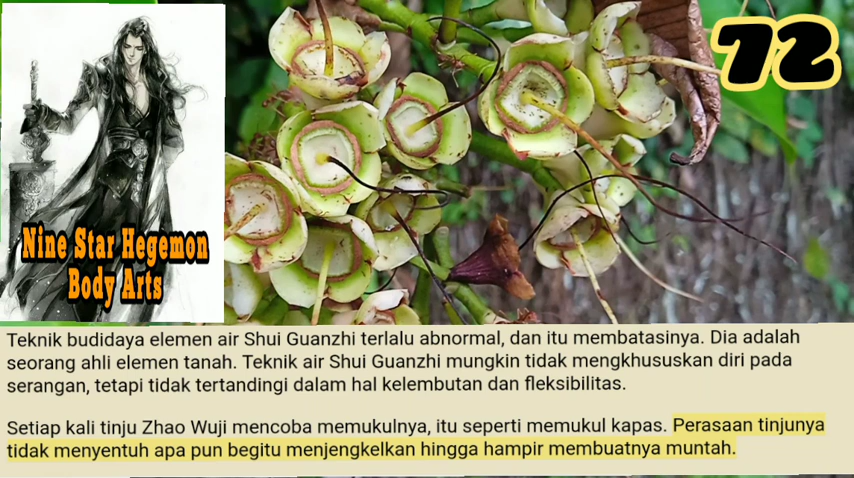 72
Nine Star Hegemon
Body Arts
Teknik budidaya elemen air Shui Guanzhi terlalu abnormal, dan itu membatasinya. Dia adalah
seorang ahli elemen tanah. Teknik air Shui Guanzhi mungkin tidak mengkhususkan diri pada
serangan, tetapi tidak tertandingi dalam hal kelembutan dan fleksibilitas.
Setiap kali tinju Zhao Wuji mencoba memukulnya, itu seperti memukul kapas. Perasaan tinjunya
tidak menyentuh apa pun begitu menjengkelkan hingga hampir membuatnya muntah.